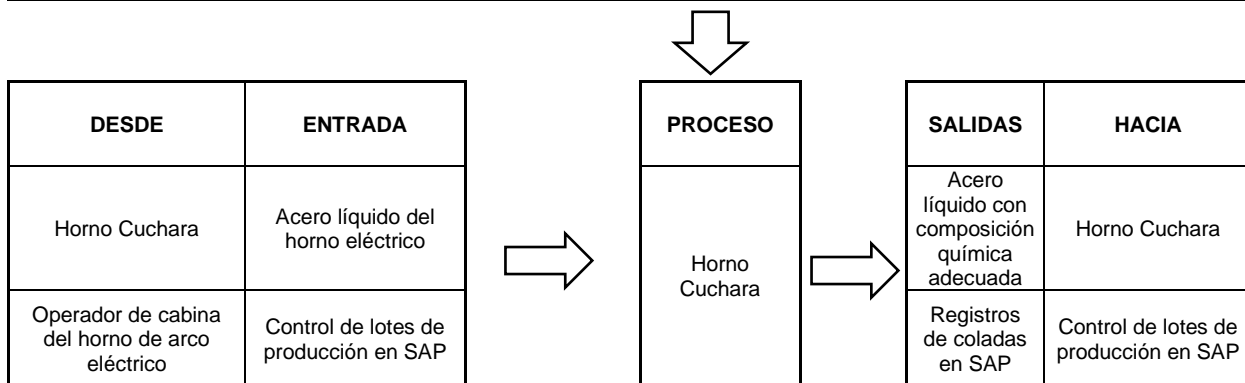 DESDE
ENTRADA
PROCESO
SALIDAS
HACIA
Horno Cuchara
Acero líquido del
horno eléctrico
Horno
Cuchara
Acero
líquido con
composición
química
adecuada
Horno Cuchara
Operador de cabina
del horno de arco
eléctrico
Control de lotes de
producción en SAP
Registros
de coladas
en SAP
Control de lotes de
producción en SAP